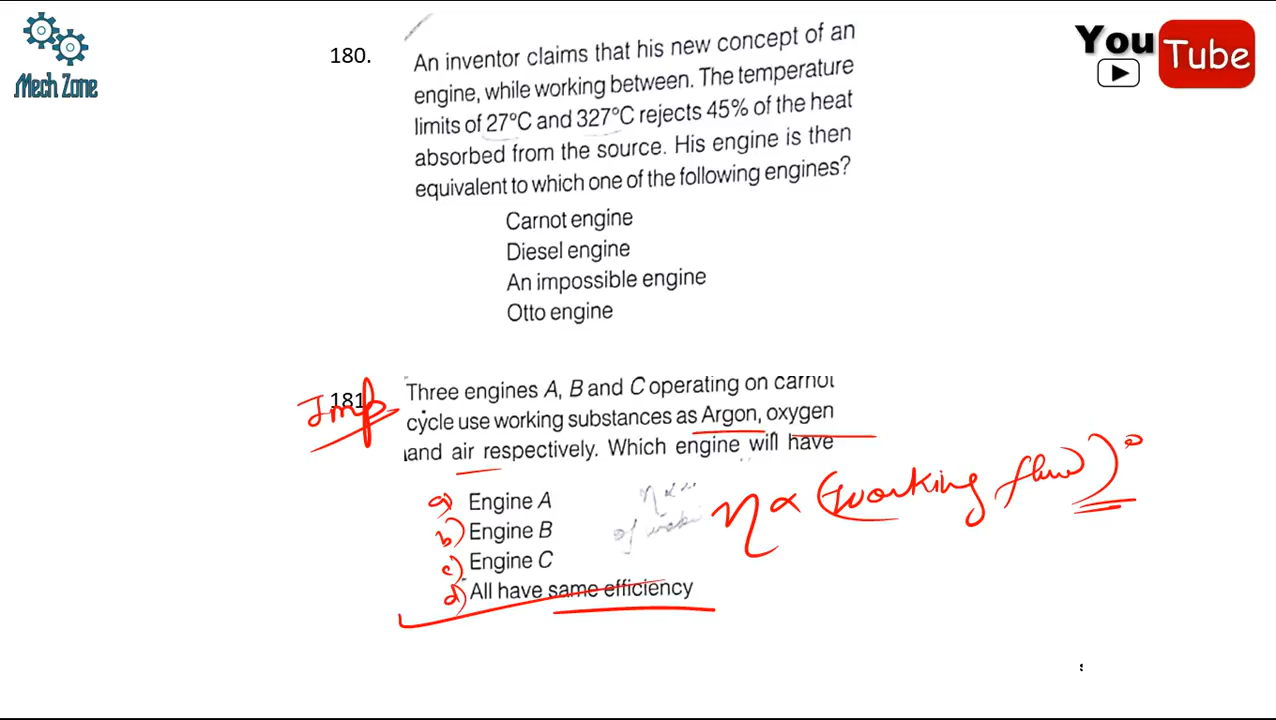 Mech Zone
You Tube
180.
An inventor claims that his new concept of an
engine, while working between. The temperature
limits of 27°C and 327°C rejects 45% of the heat
absorbed from the source. His engine is then
equivalent to which one of the following engines?
Carnot engine
Diesel engine
An impossible engine
Otto engine
Imp
181
Three engines A, B and C operating on carnot
cycle use working substances as Argon, oxygen
and air respectively. Which engine will have
a) Engine A
b) Engine B
c) Engine C
d) All have same efficiency
η α
of
η α (working fluid)°